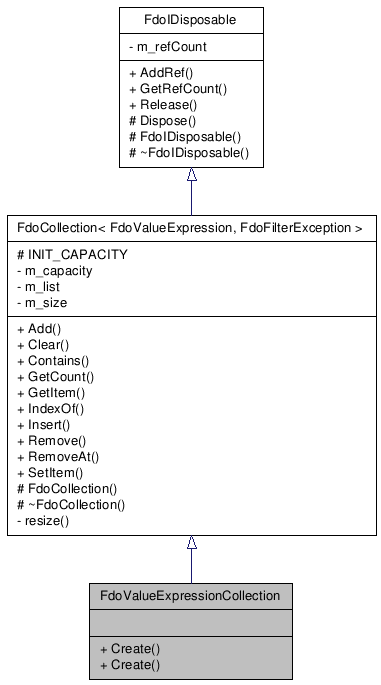 FdoIDisposable
- m_refCount
+ AddRef()
+ GetRefCount()
+ Release()
# Dispose()
# FdoIDisposable()
# ~FdoIDisposable()
FdoCollection< FdoValueExpression, FdoFilterException >
# INIT_CAPACITY
- m_capacity
- m_list
- m_size
+ Add()
+ Clear()
+ Contains()
+ GetCount()
+ GetItem()
+ IndexOf()
+ Insert()
+ Remove()
+ RemoveAt()
+ SetItem()
# FdoCollection()
# ~FdoCollection()
- resize()
FdoValueExpressionCollection
+ Create()
+ Create()